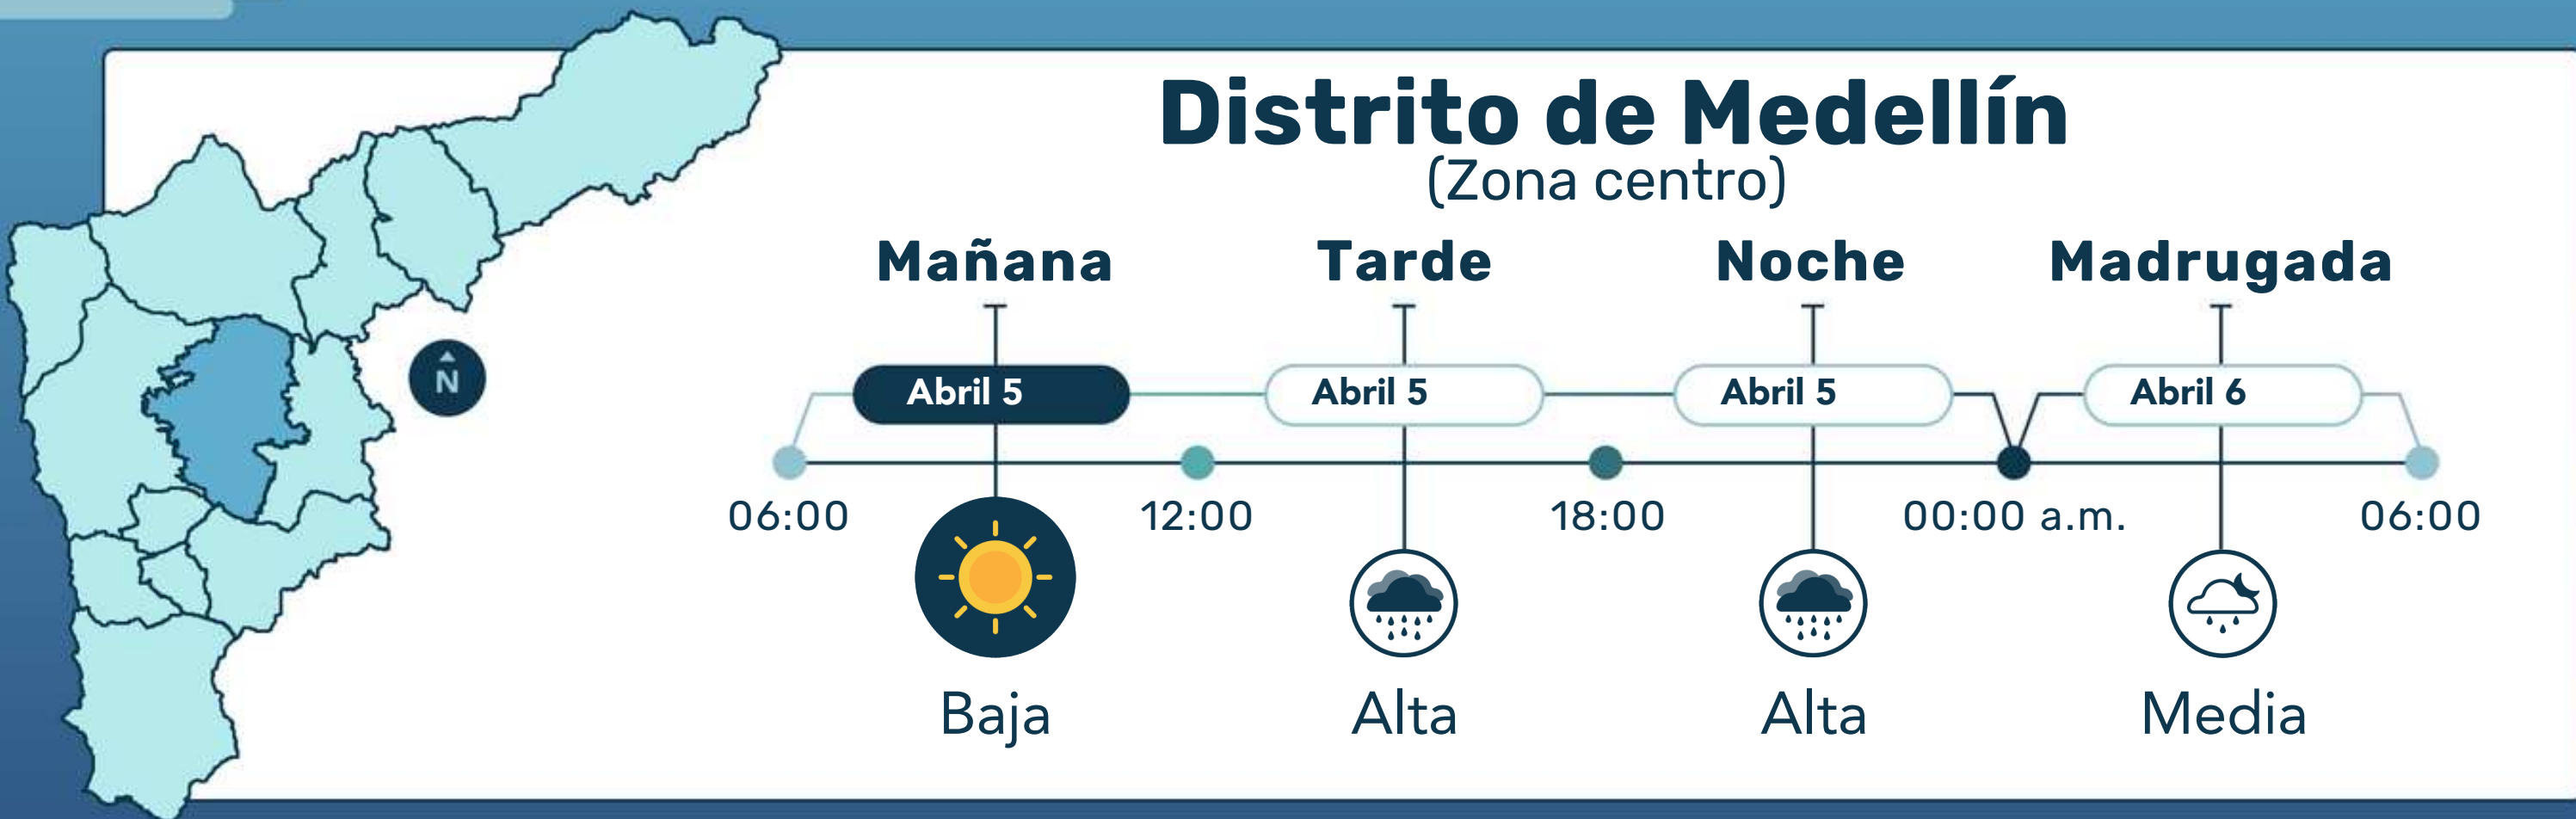 Distrito de Medellín
(Zona centro)
Mañana Tarde Noche Madrugada
N
Abril 5 Abril 5 Abril 5 Abril 6
06:00 12:00 18:00 00:00 a.m. 06:00
Baja Alta Alta Media